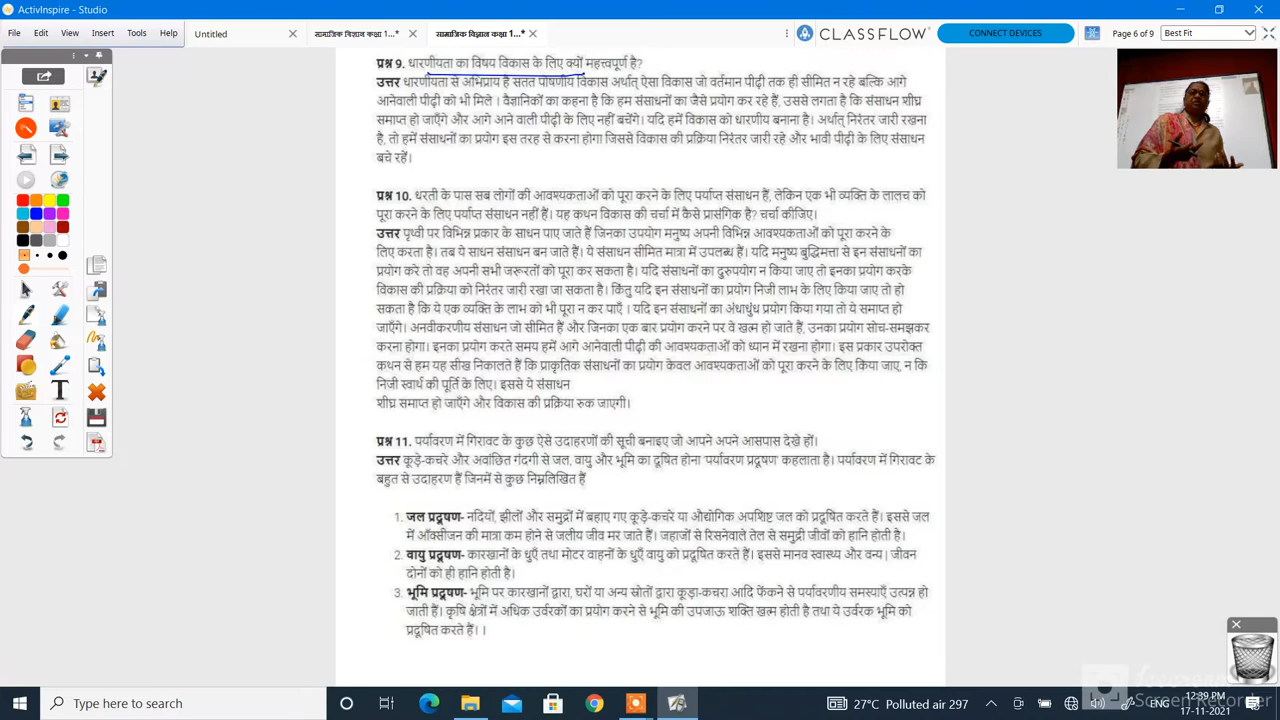 ActivInspire - Studio
File Edit View Insert Tools Help
Untitled
सामाजिक विज्ञान कक्षा 1...*
सामाजिक विज्ञान कक्षा 1...*
CLASSFLOW
CONNECT DEVICES
Page 6 of 9
Best Fit
प्रश्न 9. धारणीयता का विषय विकास के लिए क्यों महत्त्वपूर्ण है?
उत्तर धारणीयता से अभिप्राय है सतत पोषणीय विकास अर्थात् ऐसा विकास जो वर्तमान पीढ़ी तक ही सीमित न रहे बल्कि आगे
आनेवाली पीढ़ी को भी मिले । वैज्ञानिकों का कहना है कि हम संसाधनों का जैसे प्रयोग कर रहे हैं, उससे लगता है कि संसाधन शीघ्र
समाप्त हो जाएँगे और आगे आने वाली पीढ़ी के लिए नहीं बचेंगे। यदि हमें विकास को धारणीय बनाना है। अर्थात् निरंतर जारी रखना
है, तो हमें संसाधनों का प्रयोग इस तरह से करना होगा जिससे विकास की प्रक्रिया निरंतर जारी रहे और भावी पीढ़ी के लिए संसाधन
बचे रहें।
प्रश्न 10. धरती के पास सब लोगों की आवश्यकताओं को पूरा करने के लिए पर्याप्त संसाधन हैं, लेकिन एक भी व्यक्ति के लालच को
पूरा करने के लिए पर्याप्त संसाधन नहीं हैं। यह कथन विकास की चर्चा में कैसे प्रासंगिक है? चर्चा कीजिए।
उत्तर पृथ्वी पर विभिन्न प्रकार के साधन पाए जाते हैं जिनका उपयोग मनुष्य अपनी विभिन्न आवश्यकताओं को पूरा करने के
लिए करता है। तब ये साधन संसाधन बन जाते हैं। ये संसाधन सीमित मात्रा में उपलब्ध हैं। यदि मनुष्य बुद्धिमत्ता से इन संसाधनों का
प्रयोग करे तो वह अपनी सभी जरूरतों को पूरा कर सकता है। यदि संसाधनों का दुरुपयोग न किया जाए तो इनका प्रयोग करके
विकास की प्रक्रिया को निरंतर जारी रखा जा सकता है। किंतु यदि इन संसाधनों का प्रयोग निजी लाभ के लिए किया जाए तो हो
सकता है कि ये एक व्यक्ति के लाभ को भी पूरा न कर पाएँ । यदि इन संसाधनों का अंधाधुंध प्रयोग किया गया तो ये समाप्त हो
जाएँगे। अनवीकरणीय संसाधन जो सीमित हैं और जिनका एक बार प्रयोग करने पर वे खत्म हो जाते हैं, उनका प्रयोग सोच-समझकर
करना होगा। इनका प्रयोग करते समय हमें आगे आनेवाली पीढ़ी की आवश्यकताओं को ध्यान में रखना होगा। इस प्रकार उपरोक्त
कथन से हम यह सीख निकालते हैं कि प्राकृतिक संसाधनों का प्रयोग केवल आवश्यकताओं को पूरा करने के लिए किया जाए, न कि
निजी स्वार्थ की पूर्ति के लिए। इससे ये संसाधन
शीघ्र समाप्त हो जाएँगे और विकास की प्रक्रिया रुक जाएगी।
प्रश्न 11. पर्यावरण में गिरावट के कुछ ऐसे उदाहरणों की सूची बनाइए जो आपने अपने आसपास देखे हों।
उत्तर कूड़े-कचरे और अवांछित गंदगी से जल, वायु और भूमि का दूषित होना 'पर्यावरण प्रदूषण' कहलाता है। पर्यावरण में गिरावट के
बहुत से उदाहरण हैं जिनमें से कुछ निम्नलिखित हैं
1. जल प्रदूषण- नदियों, झीलों और समुद्रों में बहाए गए कूड़े-कचरे या औद्योगिक अपशिष्ट जल को प्रदूषित करते हैं। इससे जल
में ऑक्सीजन की मात्रा कम होने से जलीय जीव मर जाते हैं। जहाजों से रिसनेवाले तेल से समुद्री जीवों को हानि होती है।
2. वायु प्रदूषण- कारखानों के धुएँ तथा मोटर वाहनों के धुएँ वायु को प्रदूषित करते हैं। इससे मानव स्वास्थ्य और वन्य। जीवन
दोनों को ही हानि होती है।
3. भूमि प्रदूषण- भूमि पर कारखानों द्वारा, घरों या अन्य स्रोतों द्वारा कूड़ा-कचरा आदि फेंकने से पर्यावरणीय समस्याएँ उत्पन्न हो
जाती हैं। कृषि क्षेत्रों में अधिक उर्वरकों का प्रयोग करने से भूमि की उपजाऊ शक्ति खत्म होती है तथा ये उर्वरक भूमि को
प्रदूषित करते हैं। ।
Type here to search
27°C Polluted air 297
ENG
12:39 PM
17-11-2021